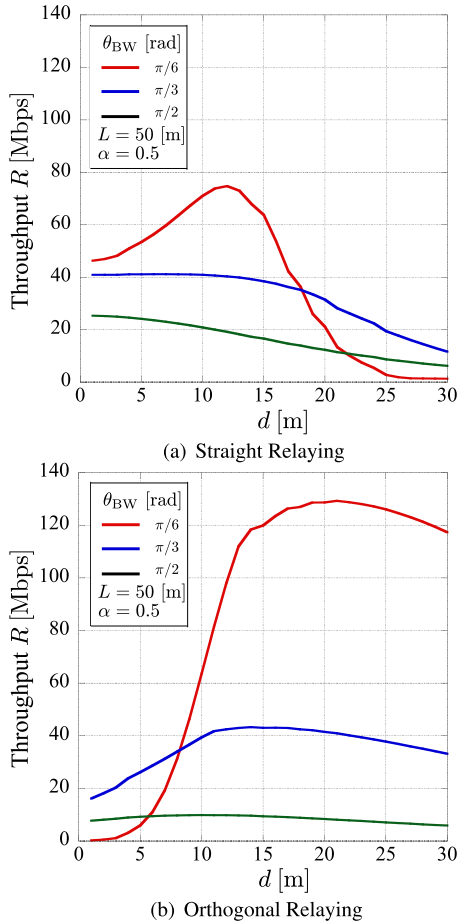 140
120
100
80
60
40
20
0
Throughput R [Mbps]
θBW [rad]
π/6
π/3
π/2
L = 50 [m]
α = 0.5
0 5 10 15 20 25 30
d [m]
(a) Straight Relaying
140
120
100
80
60
40
20
0
Throughput R [Mbps]
θBW [rad]
π/6
π/3
π/2
L = 50 [m]
α = 0.5
0 5 10 15 20 25 30
d [m]
(b) Orthogonal Relaying